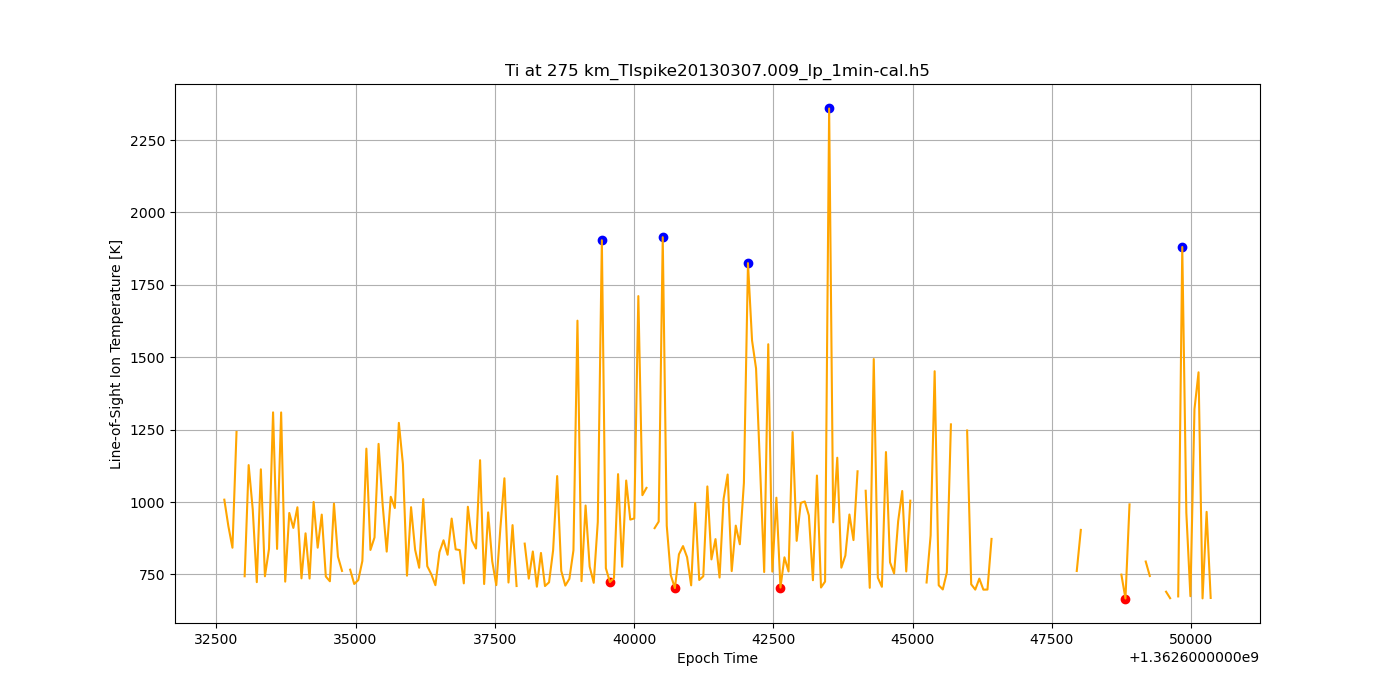 Ti at 275 km_TIspike20130307.009_lp_1min-cal.h5
Line-of-Sight Ion Temperature [K]
2250
2000
1750
1500
1250
1000
750
32500 35000 37500 40000 42500 45000 47500 50000
Epoch Time
+1.3626000000e9